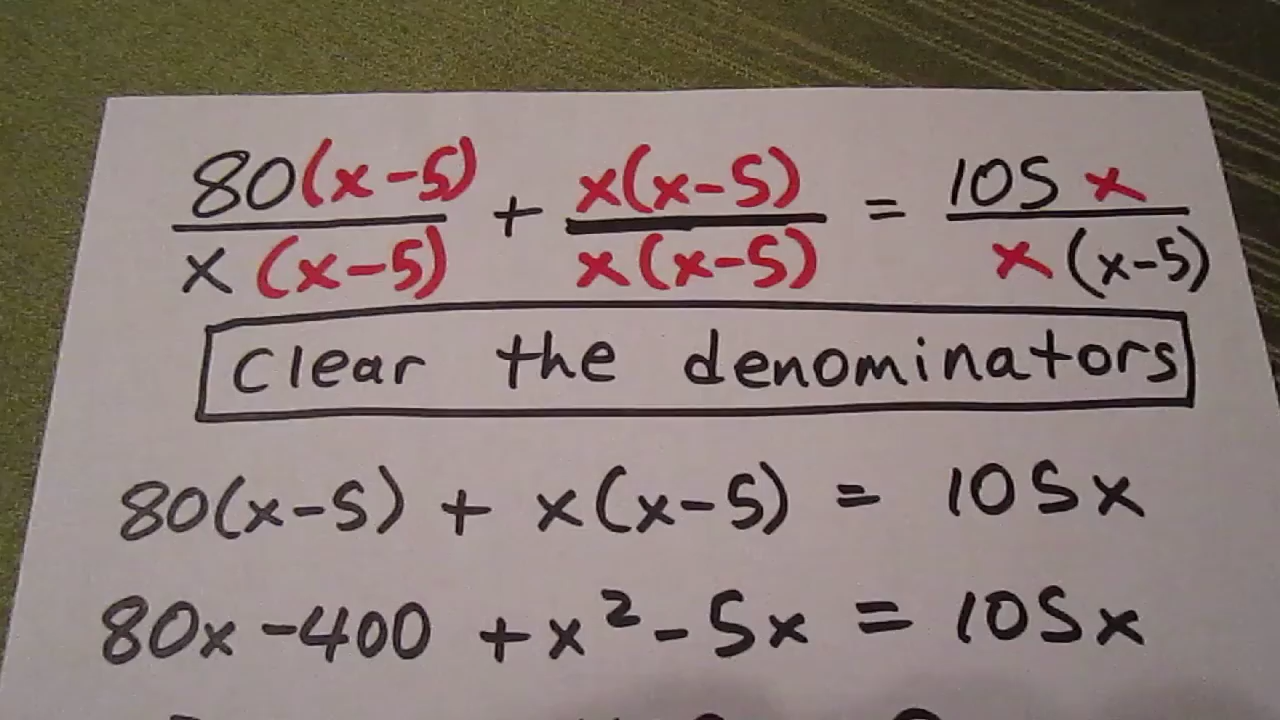 80(x-5)/x(x-5) + x(x-5)/x(x-5) = 105x/x(x-5)
clear the denominators
80(x-5) + x(x-5) = 105x
80x -400 + x² - 5x = 105x